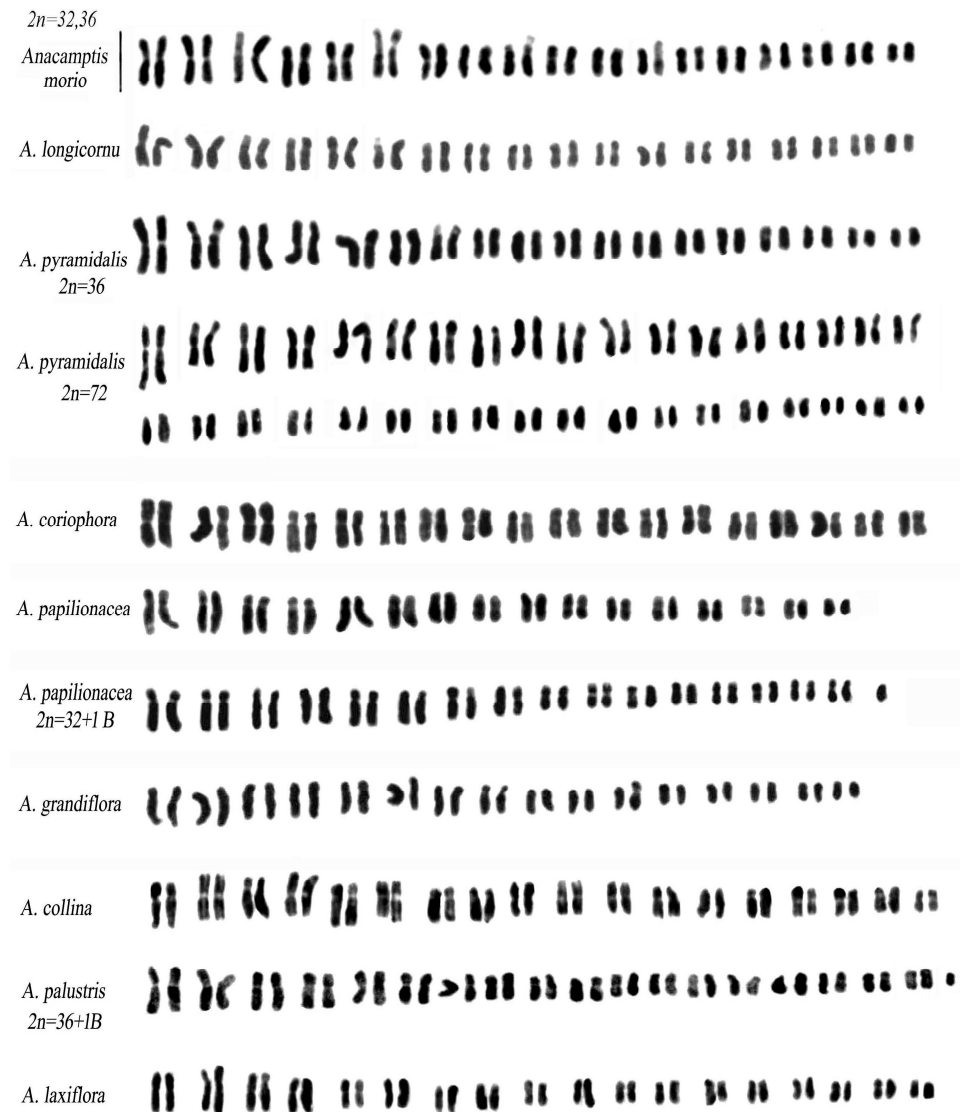 2n=32,36
Anacamptis
morio
A. longicornu
A. pyramidalis
2n=36
A. pyramidalis
2n=72
A. coriophora
A. papilionacea
A. papilionacea
2n=32+1 B
A. grandiflora
A. collina
A. palustris
2n=36+1B
A. laxiflora